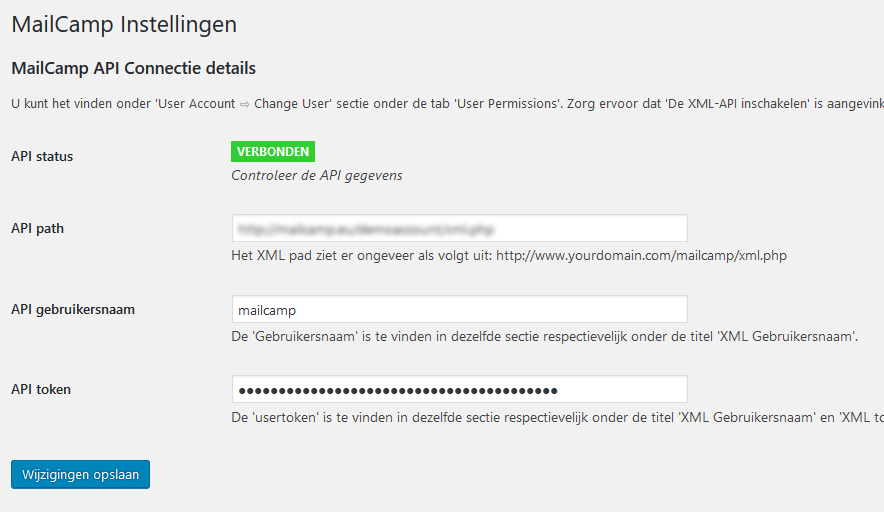 MailCamp Instellingen
MailCamp API Connectie details
U kunt het vinden onder 'User Account ⇨ Change User' sectie onder de tab 'User Permissions'. Zorg ervoor dat 'De XML-API inschakelen' is aangevink
API status
VERBONDEN
Controleer de API gegevens
API path
Het XML pad ziet er ongeveer als volgt uit: http://www.yourdomain.com/mailcamp/xml.php
API gebruikersnaam
mailcamp
De 'Gebruikersnaam' is te vinden in dezelfde sectie respectievelijk onder de titel 'XML Gebruikersnaam'.
API token
●●●●●●●●●●●●●●●●●●●●●●●●●●●●●●●●●●●●●●●●
De 'usertoken' is te vinden in dezelfde sectie respectievelijk onder de titel 'XML Gebruikersnaam' en 'XML to
Wijzigingen opslaan